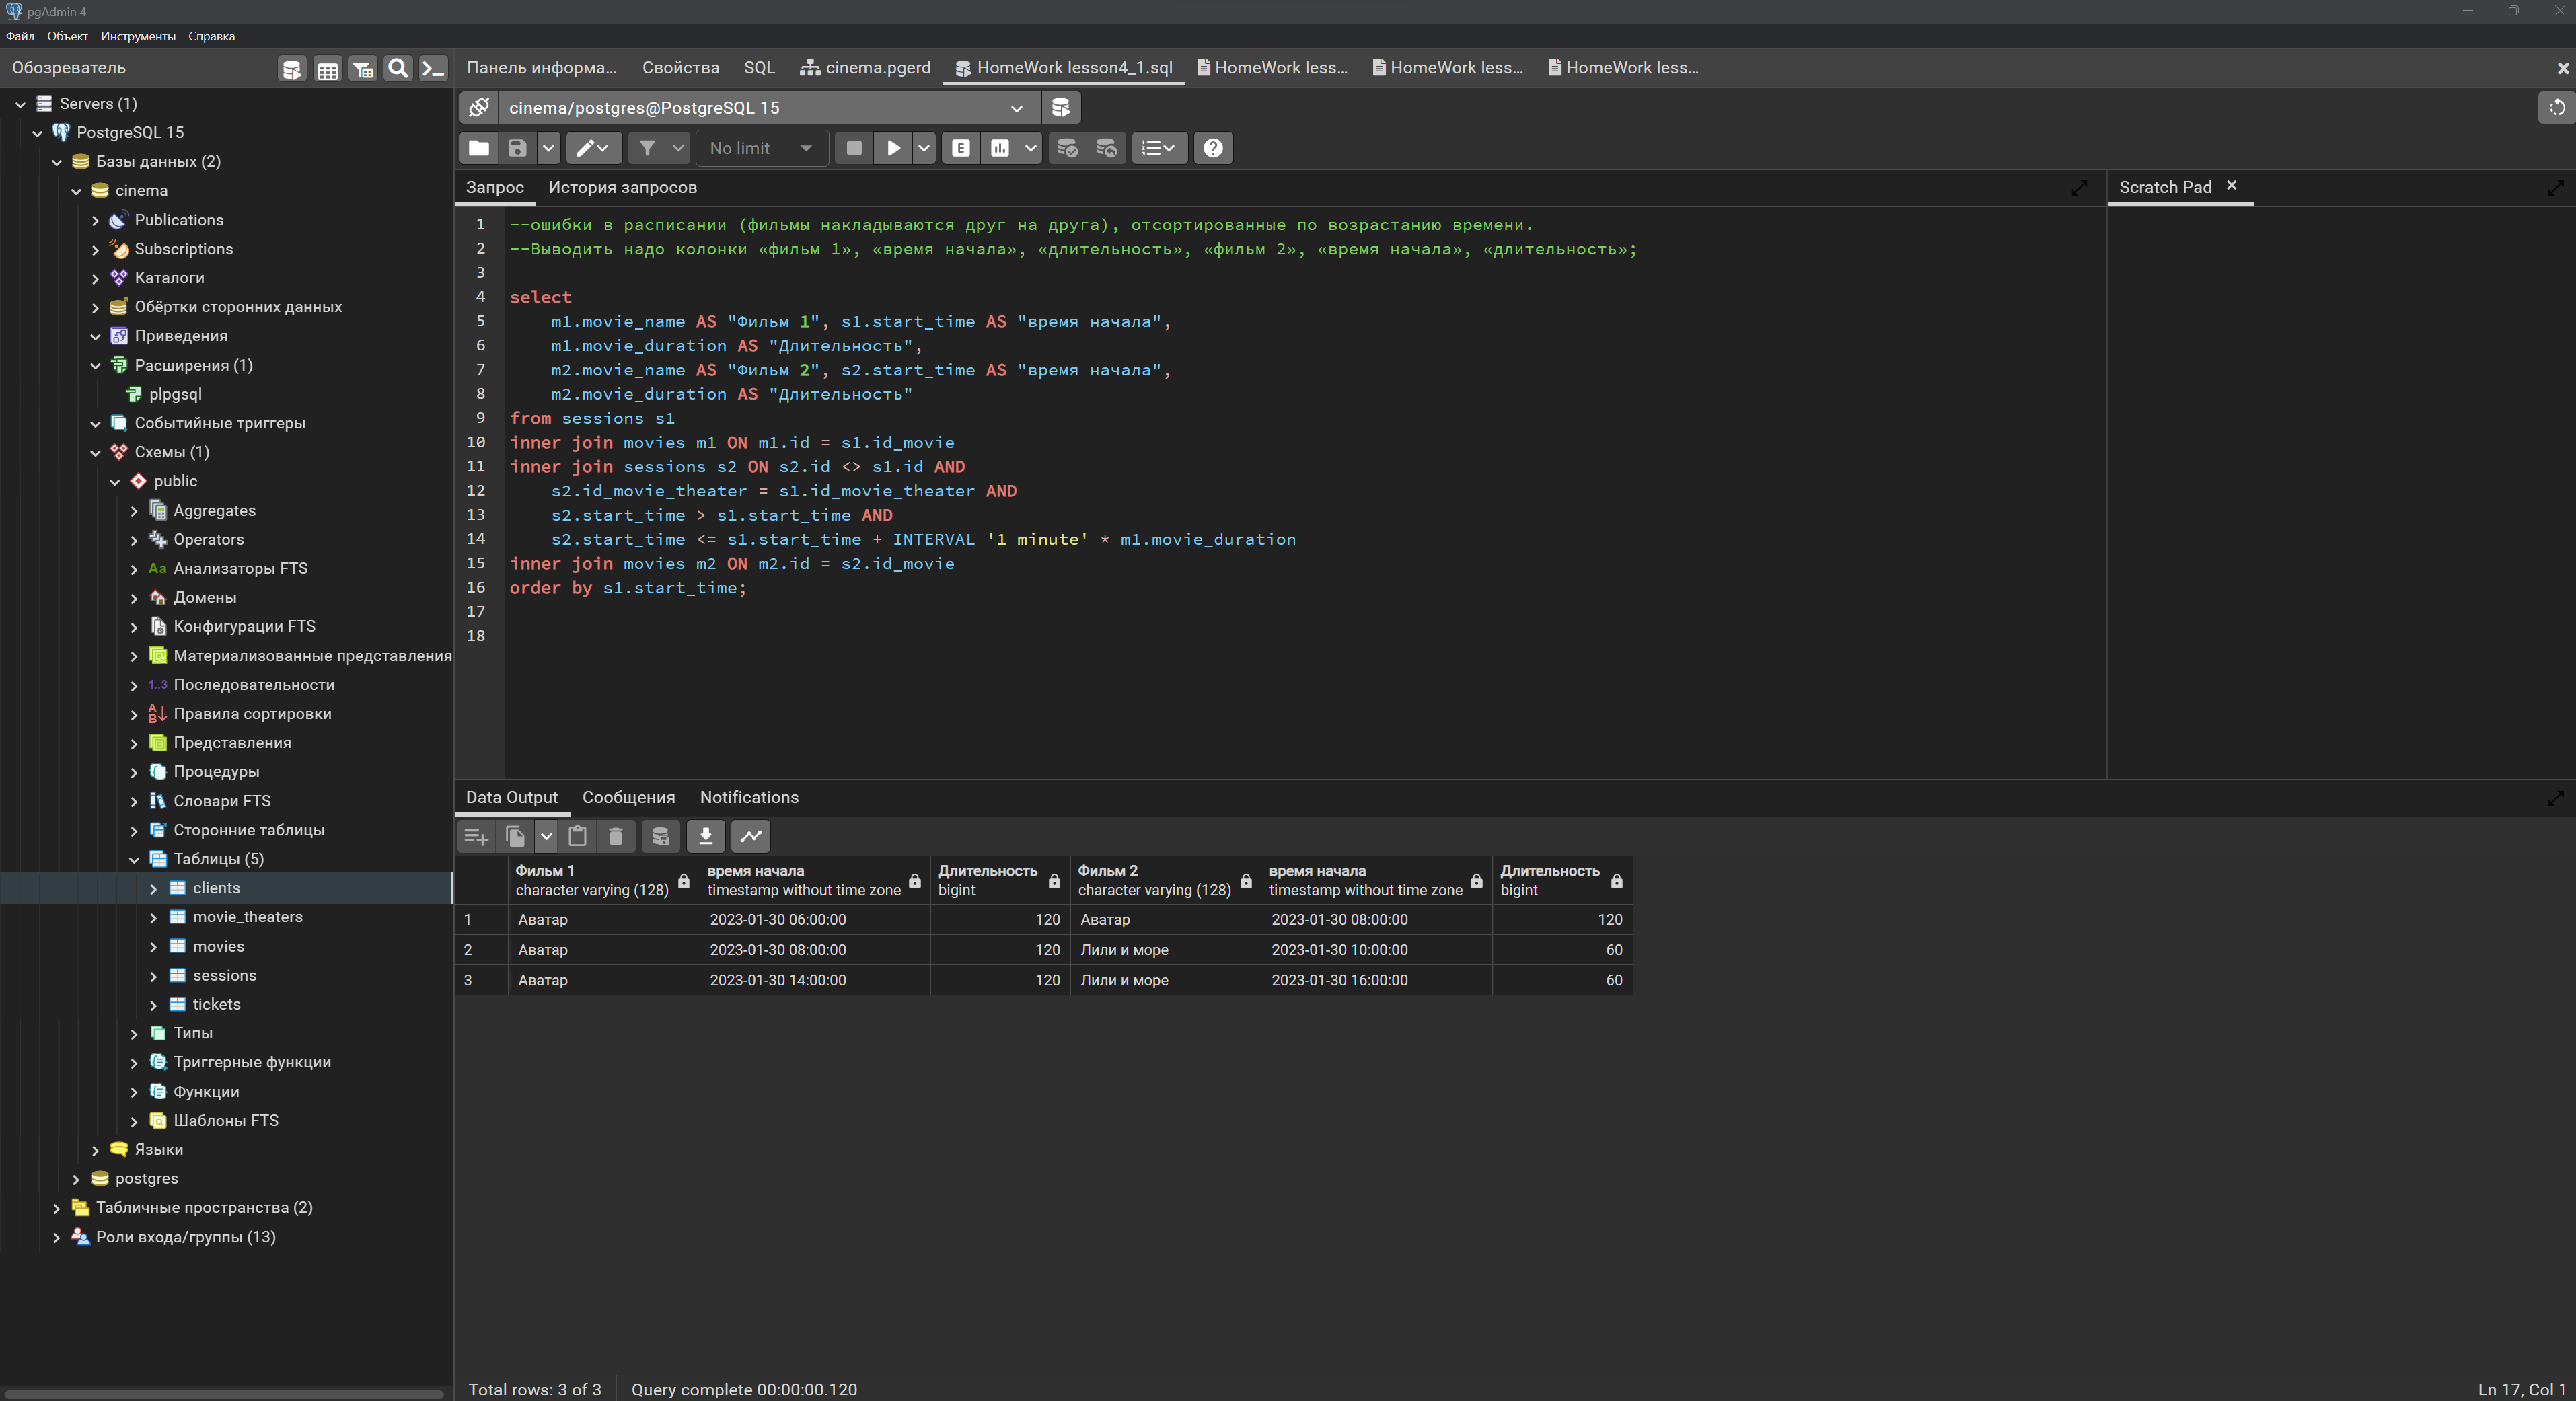 pgAdmin 4
Файл Объект Инструменты Справка
Обозреватель
Панель информа... Свойства SQL cinema.pgerd HomeWork lesson4_1.sql HomeWork less... HomeWork less... HomeWork less...
Servers (1)
PostgreSQL 15
Базы данных (2)
cinema
Publications
Subscriptions
Каталоги
Обёртки сторонних данных
Приведения
Расширения (1)
plpgsql
Событийные триггеры
Схемы (1)
public
Aggregates
Operators
Aa Анализаторы FTS
Домены
Конфигурации FTS
Материализованные представления
1..3 Последовательности
Правила сортировки
Представления
Процедуры
Словари FTS
Сторонние таблицы
Таблицы (5)
clients
movie_theaters
movies
sessions
tickets
Типы
Триггерные функции
Функции
Шаблоны FTS
Языки
postgres
Табличные пространства (2)
Роли входа/группы (13)
cinema/postgres@PostgreSQL 15
No limit
E
Запрос История запросов
Scratch Pad
1 --ошибки в расписании (фильмы накладываются друг на друга), отсортированные по возрастанию времени.
2 --Выводить надо колонки «фильм 1», «время начала», «длительность», «фильм 2», «время начала», «длительность»;
3
4 select
5 m1.movie_name AS "Фильм 1", s1.start_time AS "время начала",
6 m1.movie_duration AS "Длительность",
7 m2.movie_name AS "Фильм 2", s2.start_time AS "время начала",
8 m2.movie_duration AS "Длительность"
9 from sessions s1
10 inner join movies m1 ON m1.id = s1.id_movie
11 inner join sessions s2 ON s2.id <> s1.id AND
12 s2.id_movie_theater = s1.id_movie_theater AND
13 s2.start_time > s1.start_time AND
14 s2.start_time <= s1.start_time + INTERVAL '1 minute' * m1.movie_duration
15 inner join movies m2 ON m2.id = s2.id_movie
16 order by s1.start_time;
17
18
Data Output Сообщения Notifications
Фильм 1 время начала Длительность Фильм 2 время начала Длительность
character varying (128) timestamp without time zone bigint character varying (128) timestamp without time zone bigint
1 Аватар 2023-01-30 06:00:00 120 Аватар 2023-01-30 08:00:00 120
2 Аватар 2023-01-30 08:00:00 120 Лили и море 2023-01-30 10:00:00 60
3 Аватар 2023-01-30 14:00:00 120 Лили и море 2023-01-30 16:00:00 60
Total rows: 3 of 3 Query complete 00:00:00.120 Ln 17, Col 1